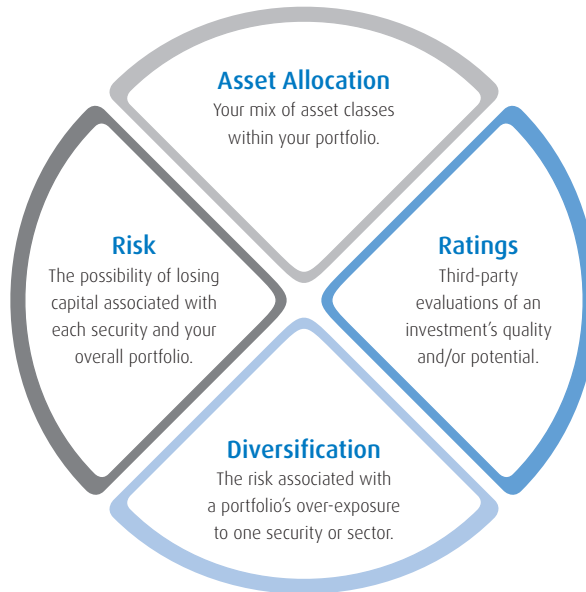 Asset Allocation
Your mix of asset classes
within your portfolio.
Risk
The possibility of losing
capital associated with
each security and your
overall portfolio.
Ratings
Third-party
evaluations of an
investment’s quality
and/or potential.
Diversification
The risk associated with
a portfolio’s over-exposure
to one security or sector.